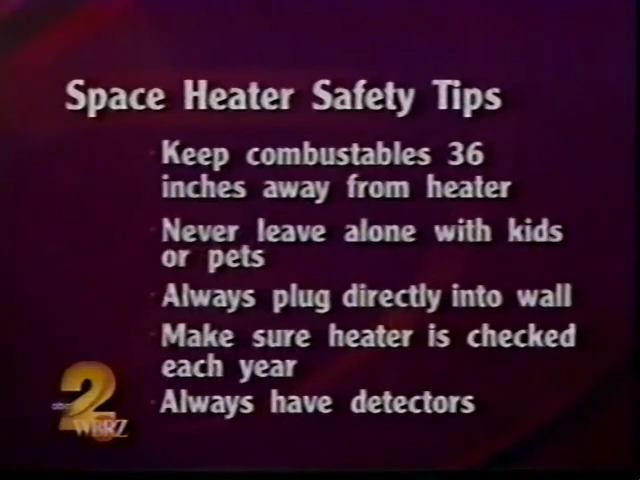 Space Heater Safety Tips
Keep combustables 36
inches away from heater
Never leave alone with kids
or pets
Always plug directly into wall
Make sure heater is checked
each year
Always have detectors
abc 2
WBRZ